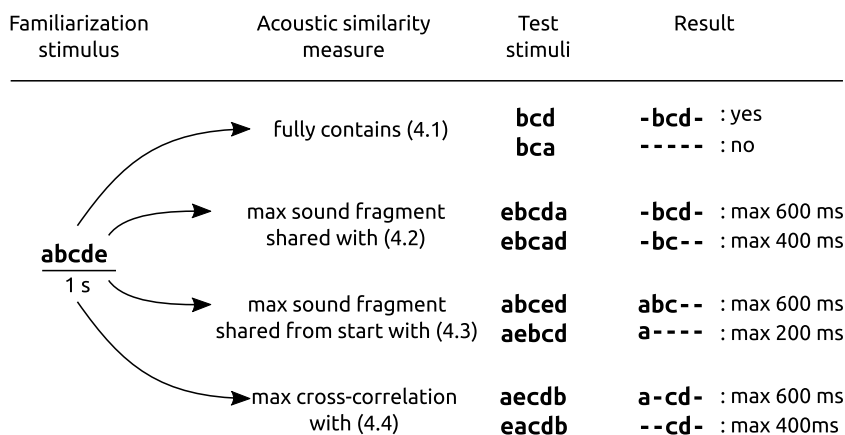 Familiarization stimulus
Acoustic similarity measure
Test stimuli
Result
abcde
1 s
fully contains (4.1)
bcd -bcd- : yes
bca ----- : no
max sound fragment
shared with (4.2)
ebcda -bcd- : max 600 ms
ebcad -bc-- : max 400 ms
max sound fragment
shared from start with (4.3)
abced abc-- : max 600 ms
aebcd a---- : max 200 ms
max cross-correlation
with (4.4)
aecdb a-cd- : max 600 ms
eacdb --cd- : max 400ms